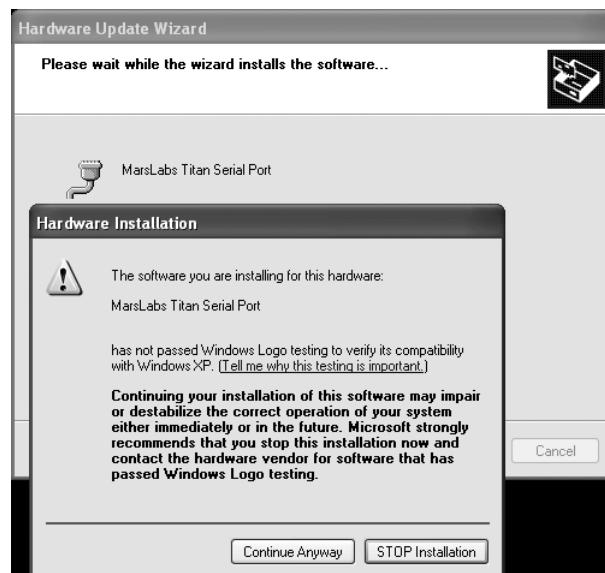 Hardware Update Wizard
Please wait while the wizard installs the software...
MarsLabs Titan Serial Port
Hardware Installation
The software you are installing for this hardware:
MarsLabs Titan Serial Port
has not passed Windows Logo testing to verify its compatibility
with Windows XP. (Tell me why this testing is important.)
Continuing your installation of this software may impair
or destabilize the correct operation of your system
either immediately or in the future. Microsoft strongly
recommends that you stop this installation now and
contact the hardware vendor for software that has
passed Windows Logo testing.
Cancel
Continue Anyway
STOP Installation